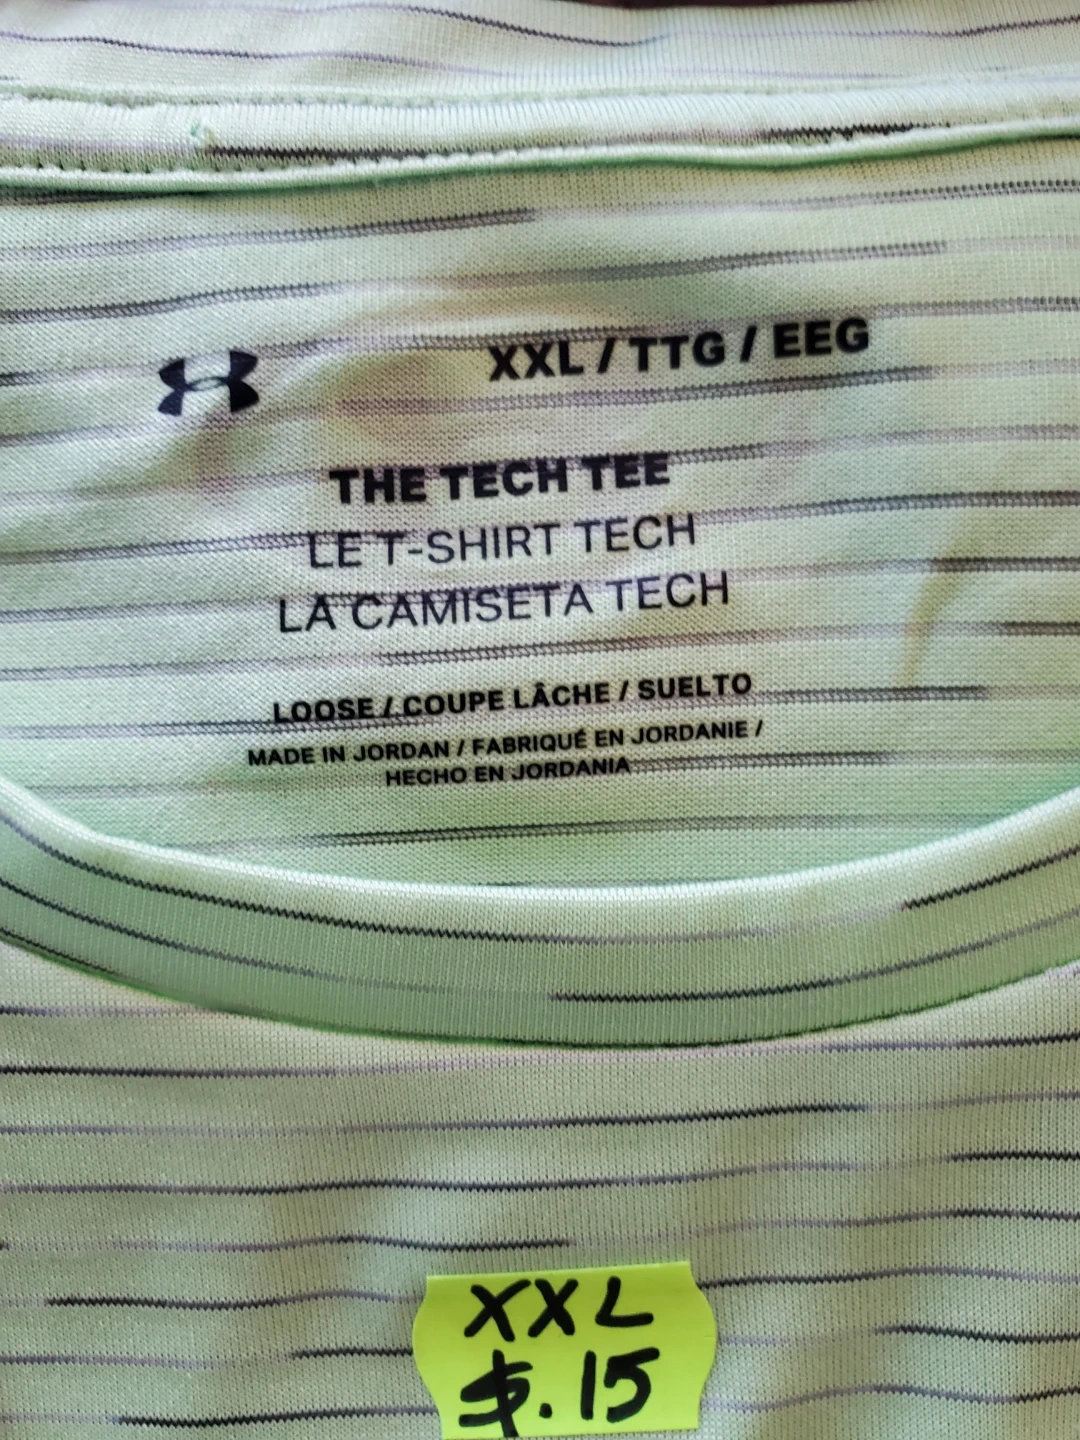 XXL / TTG / EEG
THE TECH TEE
LE T-SHIRT TECH
LA CAMISETA TECH
LOOSE / COUPE LÂCHE / SUELTO
MADE IN JORDAN / FABRIQUÉ EN JORDANIE /
HECHO EN JORDANIA
XXL
$.15